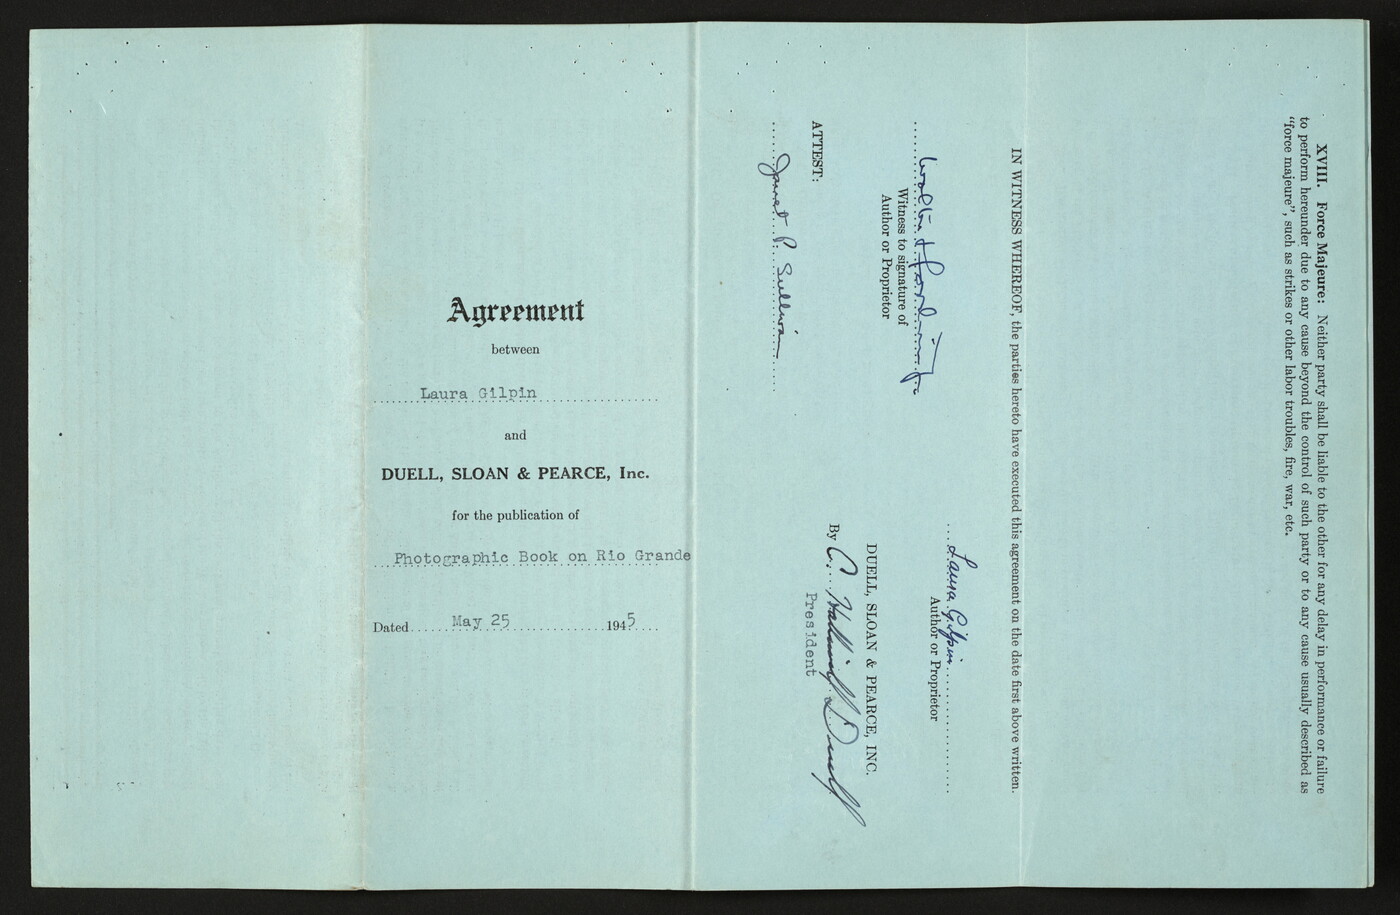 Agreement
between
Laura Gilpin
and
DUELL, SLOAN & PEARCE, Inc.
for the publication of
Photographic Book on Rio Grande
Dated May 25 1945
XVIII. Force Majeure: Neither party shall be liable to the other for any delay in performance or failure
to perform hereunder due to any cause beyond the control of such party or to any cause usually described as
"force majeure", such as strikes or other labor troubles, fire, war, etc.
IN WITNESS WHEREOF, the parties hereto have executed this agreement on the date first above written.
Laura Gilpin
Author or Proprietor
Witness to signature of
Author or Proprietor
DUELL, SLOAN & PEARCE, INC.
By C. Halliwell Duell
President
ATTEST:
Janet P. Sullivan